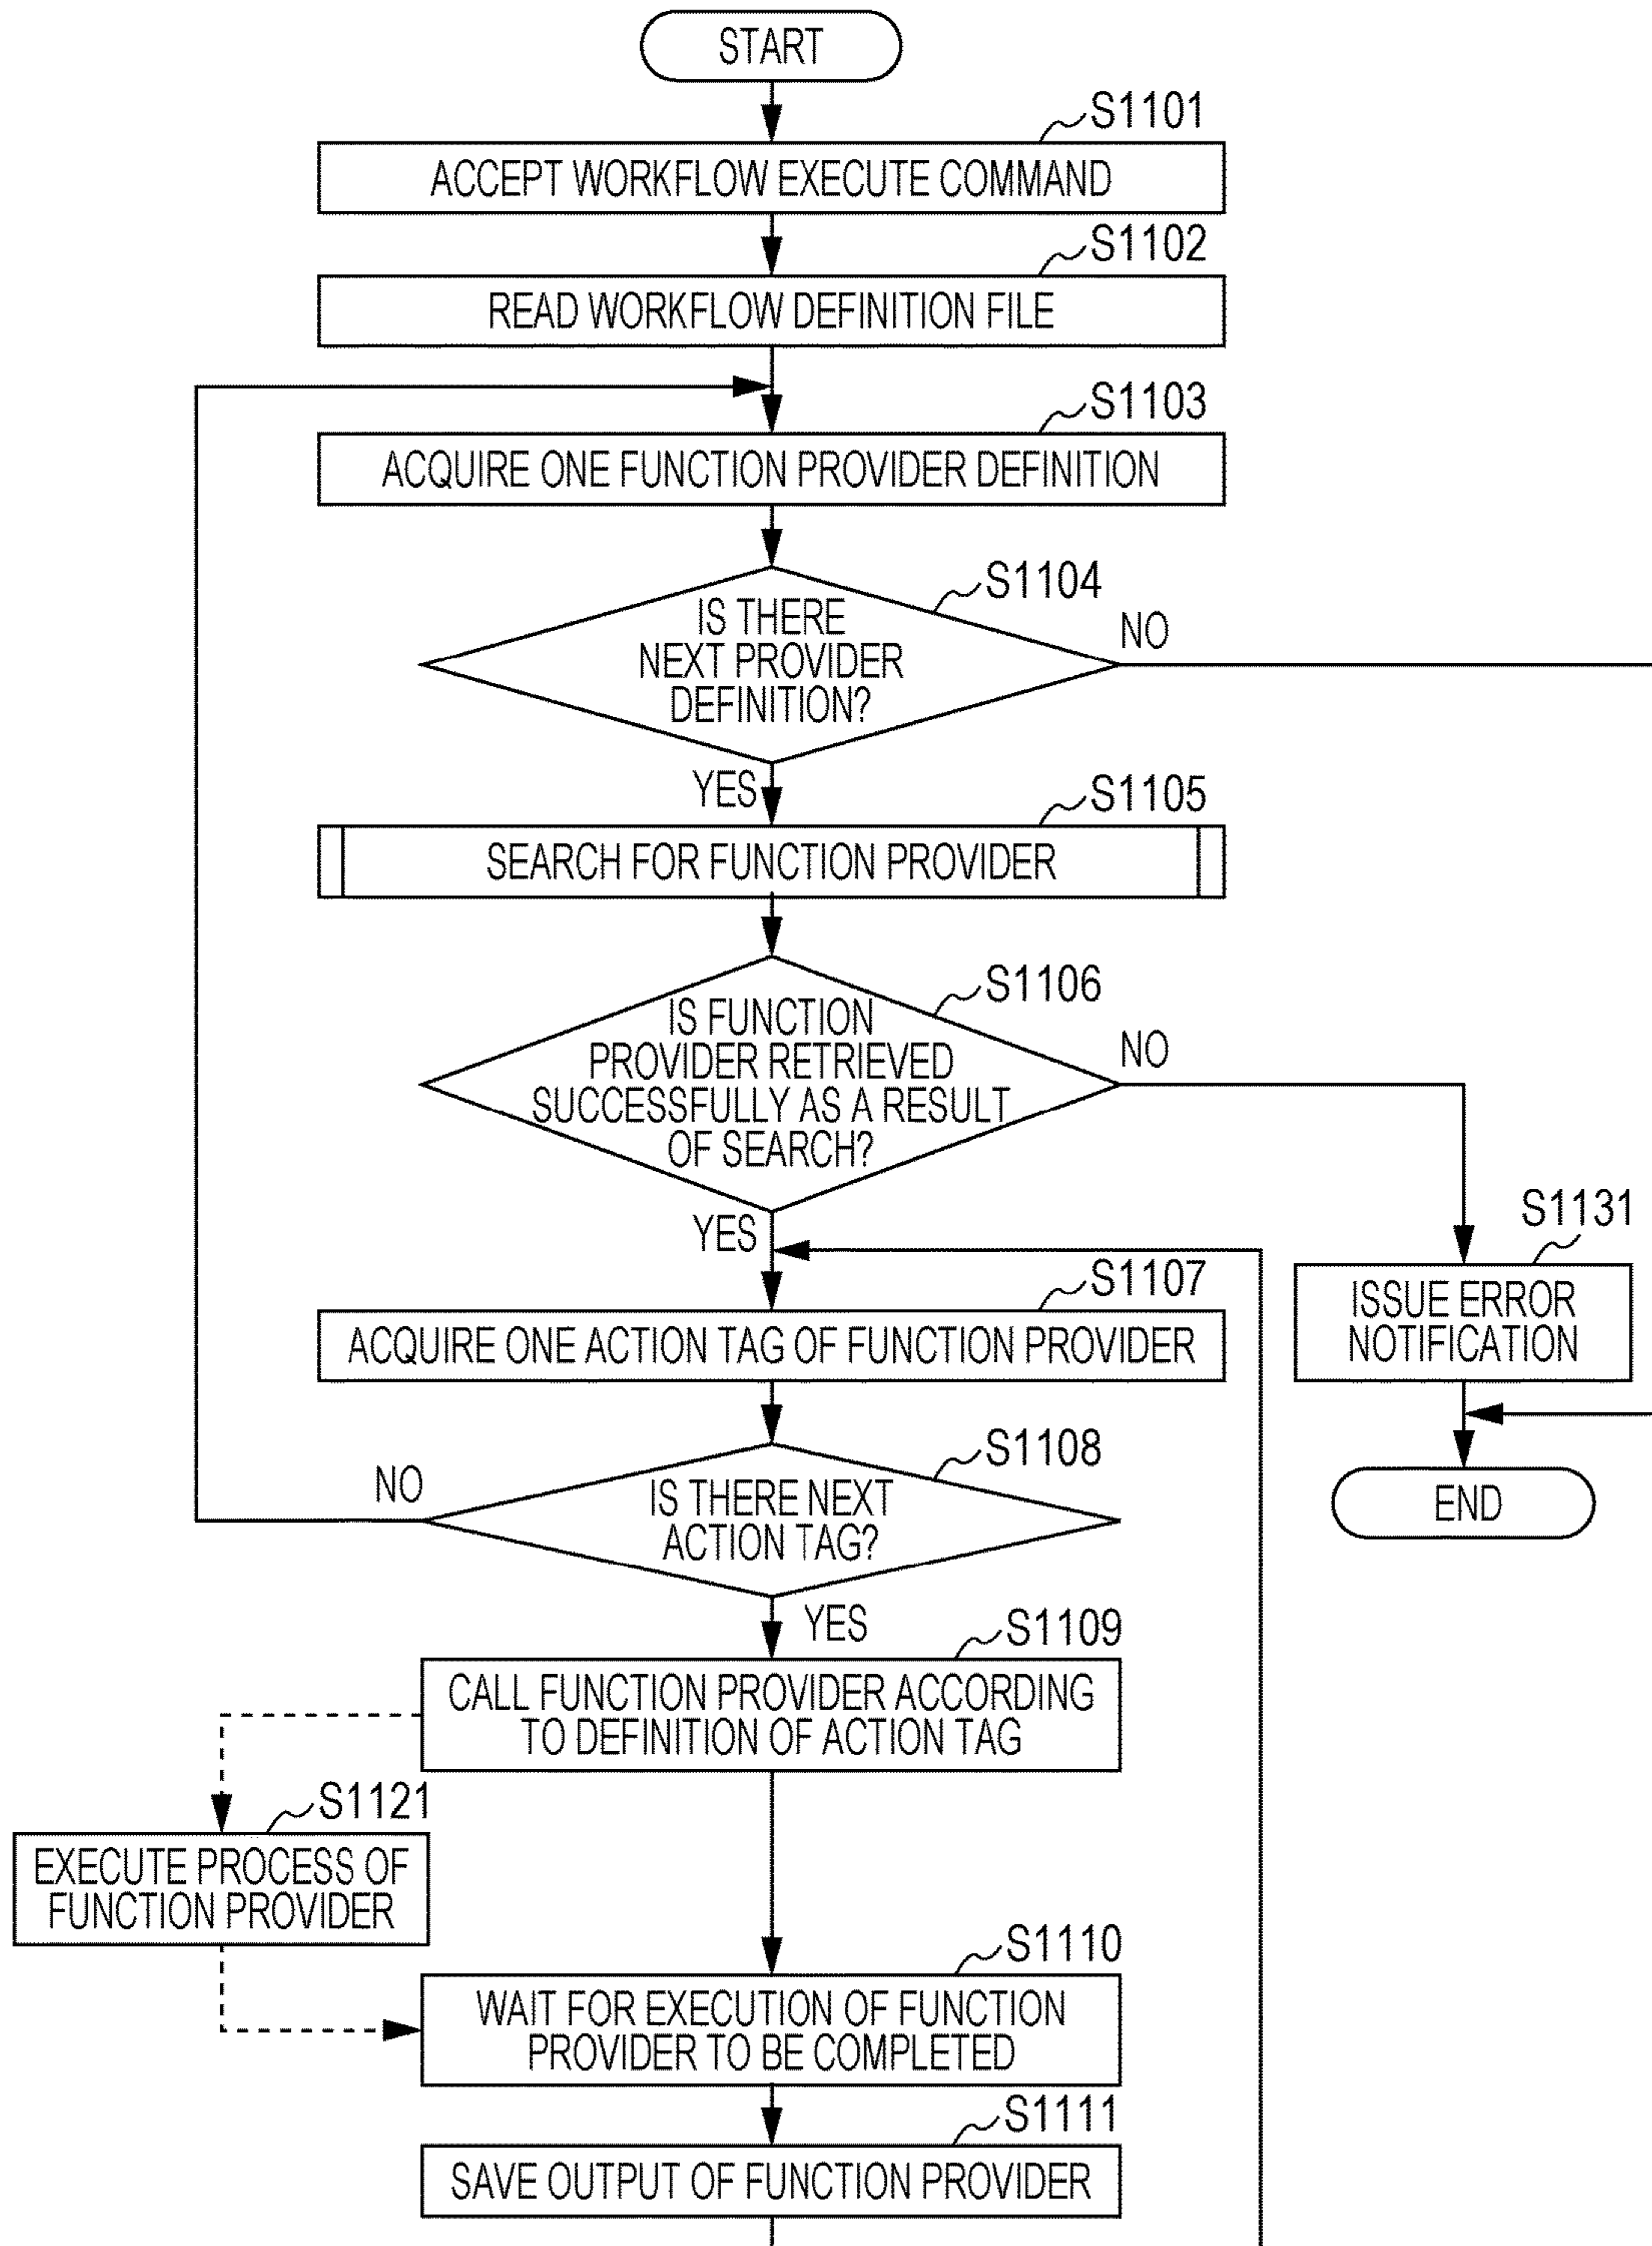 START
S1101
ACCEPT WORKFLOW EXECUTE COMMAND
S1102
READ WORKFLOW DEFINITION FILE
S1103
ACQUIRE ONE FUNCTION PROVIDER DEFINITION
S1104
IS THERE
NEXT PROVIDER
DEFINITION?
NO
YES
S1105
SEARCH FOR FUNCTION PROVIDER
S1106
IS FUNCTION
PROVIDER RETRIEVED
SUCCESSFULLY AS A RESULT
OF SEARCH?
NO
YES
S1131
ISSUE ERROR
NOTIFICATION
S1107
ACQUIRE ONE ACTION TAG OF FUNCTION PROVIDER
S1108
IS THERE NEXT
ACTION TAG?
NO
END
YES
S1109
CALL FUNCTION PROVIDER ACCORDING
TO DEFINITION OF ACTION TAG
S1121
EXECUTE PROCESS OF
FUNCTION PROVIDER
S1110
WAIT FOR EXECUTION OF FUNCTION
PROVIDER TO BE COMPLETED
S1111
SAVE OUTPUT OF FUNCTION PROVIDER